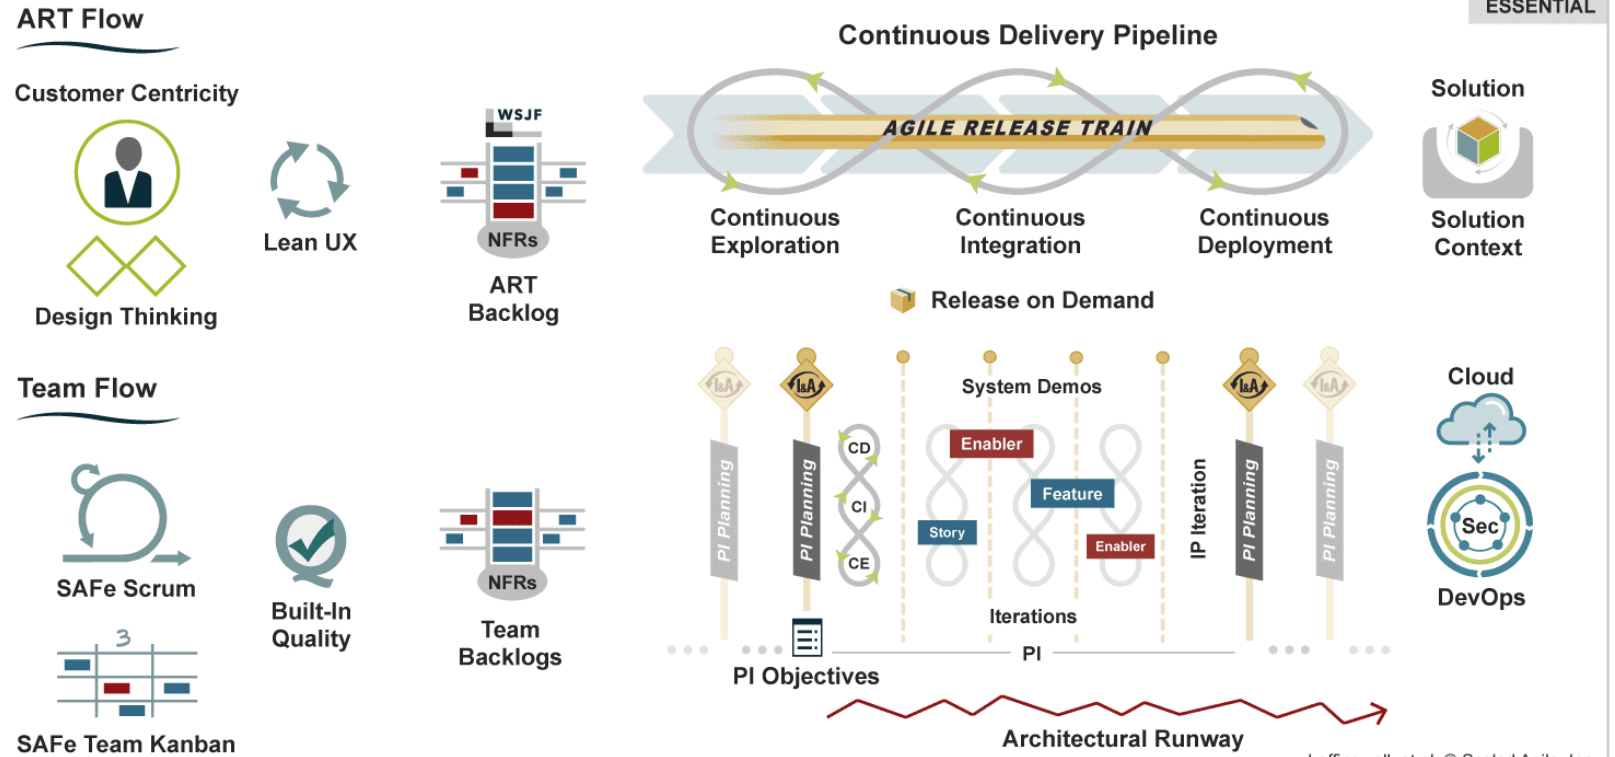 ESSENTIAL
ART Flow
Continuous Delivery Pipeline
Customer Centricity
WSJF
AGILE RELEASE TRAIN
Solution
Lean UX
NFRs
ART
Backlog
Continuous
Exploration
Continuous
Integration
Continuous
Deployment
Solution
Context
Design Thinking
Release on Demand
Team Flow
I&A
I&A
System Demos
I&A
I&A
Cloud
PI Planning
PI Planning
CD
CI
CE
Enabler
Feature
Story
Enabler
IP Iteration
PI Planning
PI Planning
Sec
DevOps
SAFe Scrum
Built-In
Quality
NFRs
Team
Backlogs
Iterations
3
PI Objectives
PI
SAFe Team Kanban
Architectural Runway